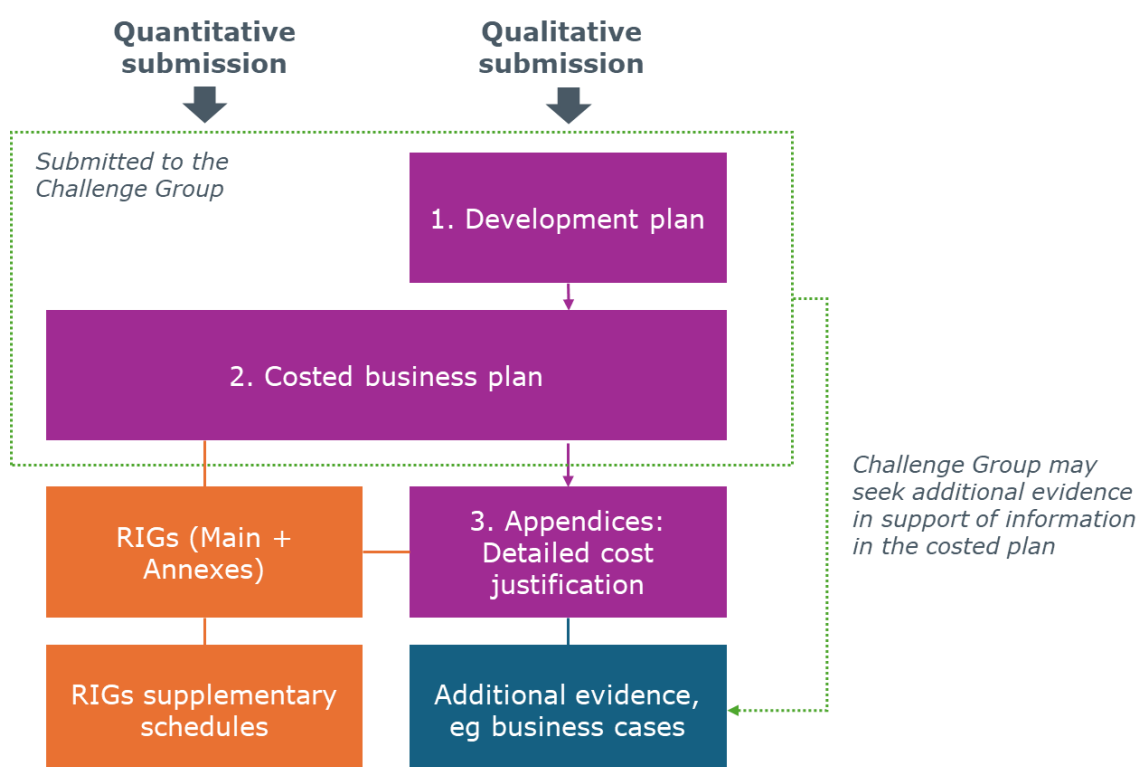 Quantitative
submission
Qualitative
submission
Submitted to the
Challenge Group
1. Development plan
2. Costed business plan
Challenge Group may
seek additional evidence
in support of information
in the costed plan
RIGs (Main +
Annexes)
3. Appendices:
Detailed cost
justification
RIGs supplementary
schedules
Additional evidence,
eg business cases